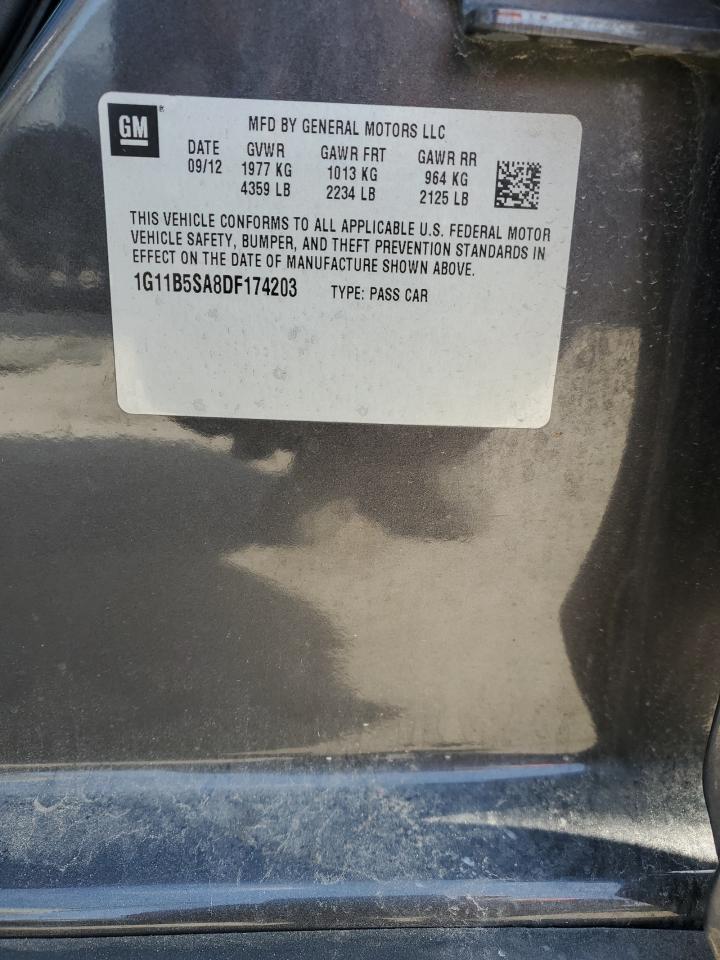 GM®
MFD BY GENERAL MOTORS LLC
DATE GVWR GAWR FRT GAWR RR
09/12 1977 KG 1013 KG 964 KG
4359 LB 2234 LB 2125 LB
THIS VEHICLE CONFORMS TO ALL APPLICABLE U.S. FEDERAL MOTOR
VEHICLE SAFETY, BUMPER, AND THEFT PREVENTION STANDARDS IN
EFFECT ON THE DATE OF MANUFACTURE SHOWN ABOVE.
1G11B5SA8DF174203 TYPE: PASS CAR